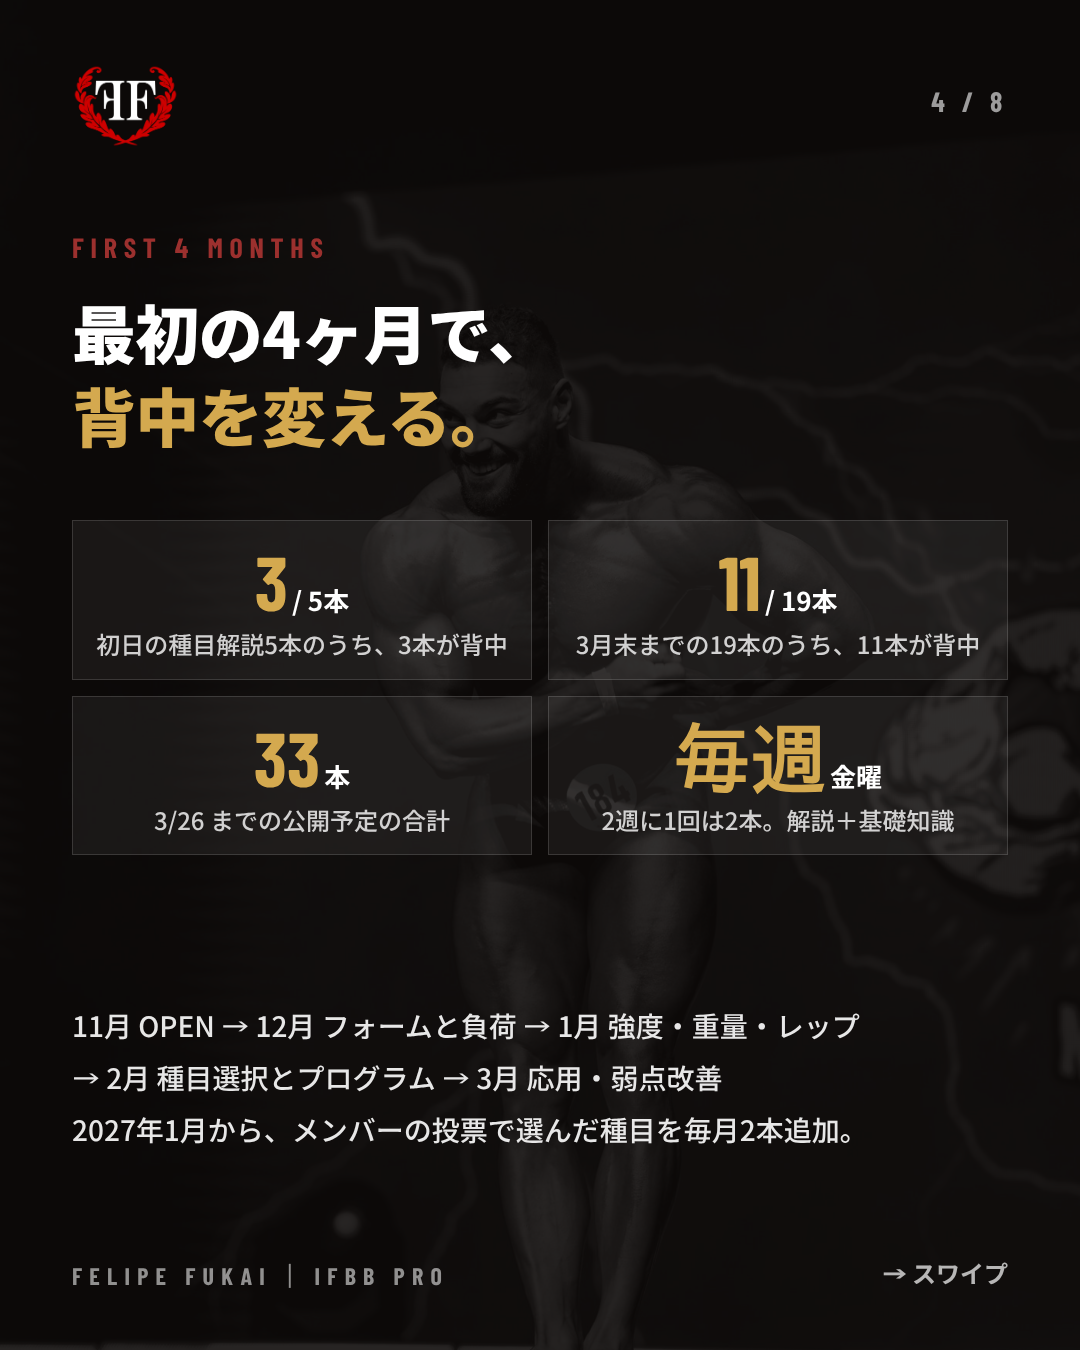 FF
4 / 8
FIRST 4 MONTHS
最初の4ヶ月で、
背中を変える。
3 / 5本
初日の種目解説5本のうち、3本が背中
11 / 19本
3月末までの19本のうち、11本が背中
33 本
3/26 までの公開予定の合計
毎週 金曜
2週に1回は2本。解説＋基礎知識
184
11月 OPEN → 12月 フォームと負荷 → 1月 強度・重量・レップ
→ 2月 種目選択とプログラム → 3月 応用・弱点改善
2027年1月から、メンバーの投票で選んだ種目を毎月2本追加。
FELIPE FUKAI | IFBB PRO
→ スワイプ